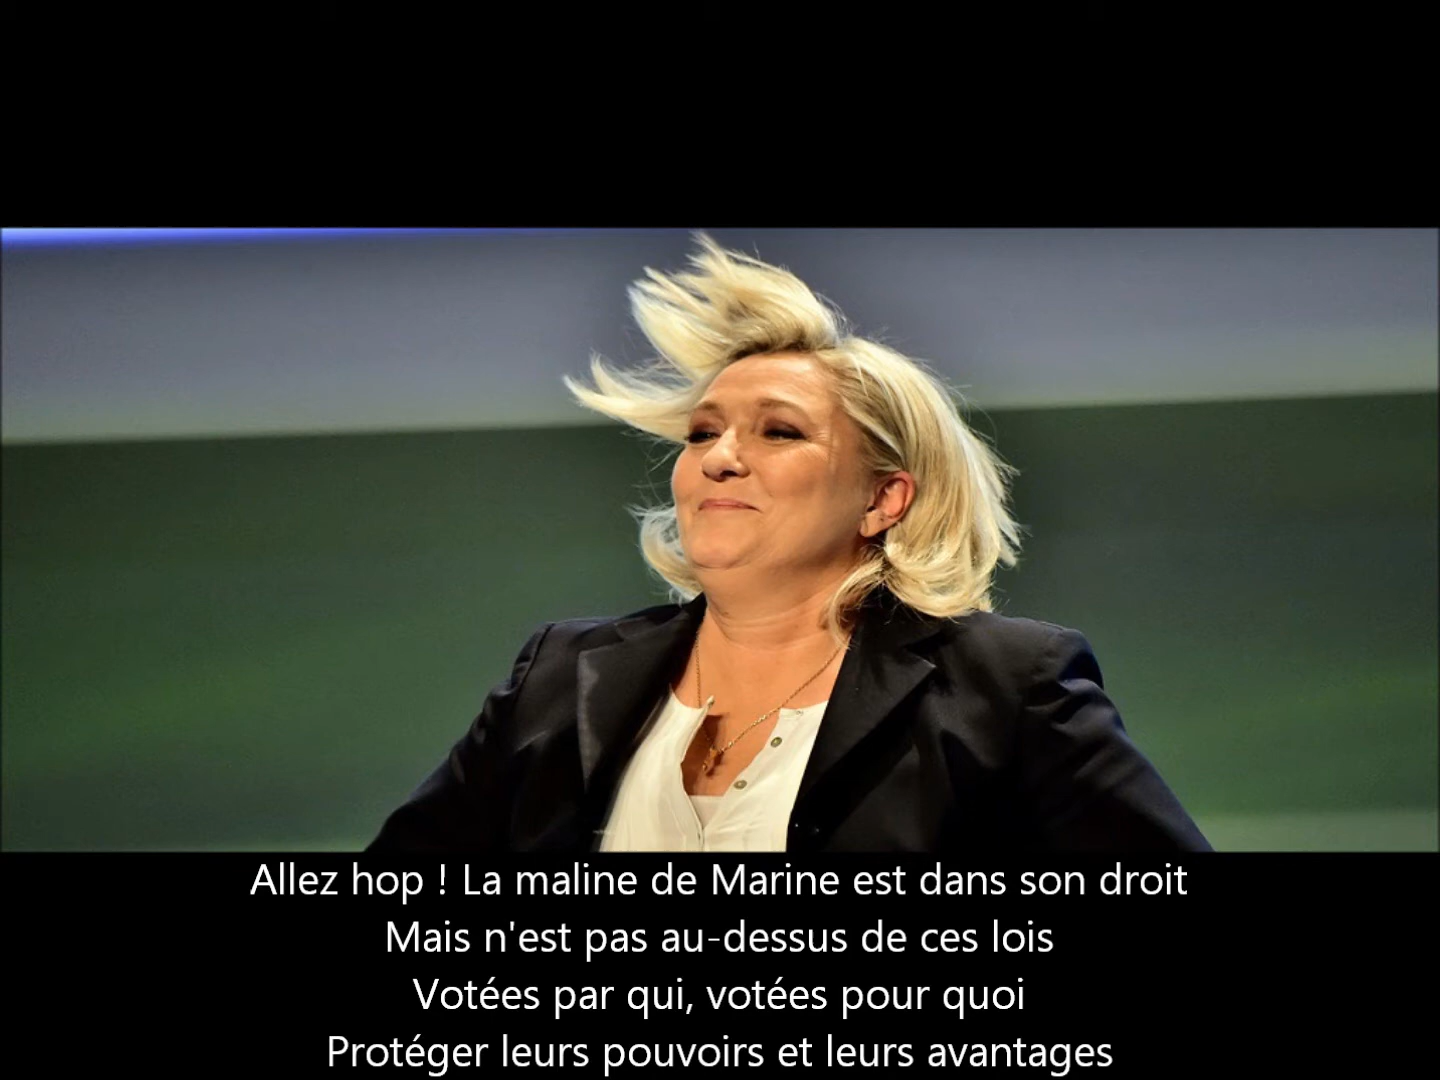 Allez hop ! La maline de Marine est dans son droit
Mais n'est pas au-dessus de ces lois
Votées par qui, votées pour quoi
Protéger leurs pouvoirs et leurs avantages